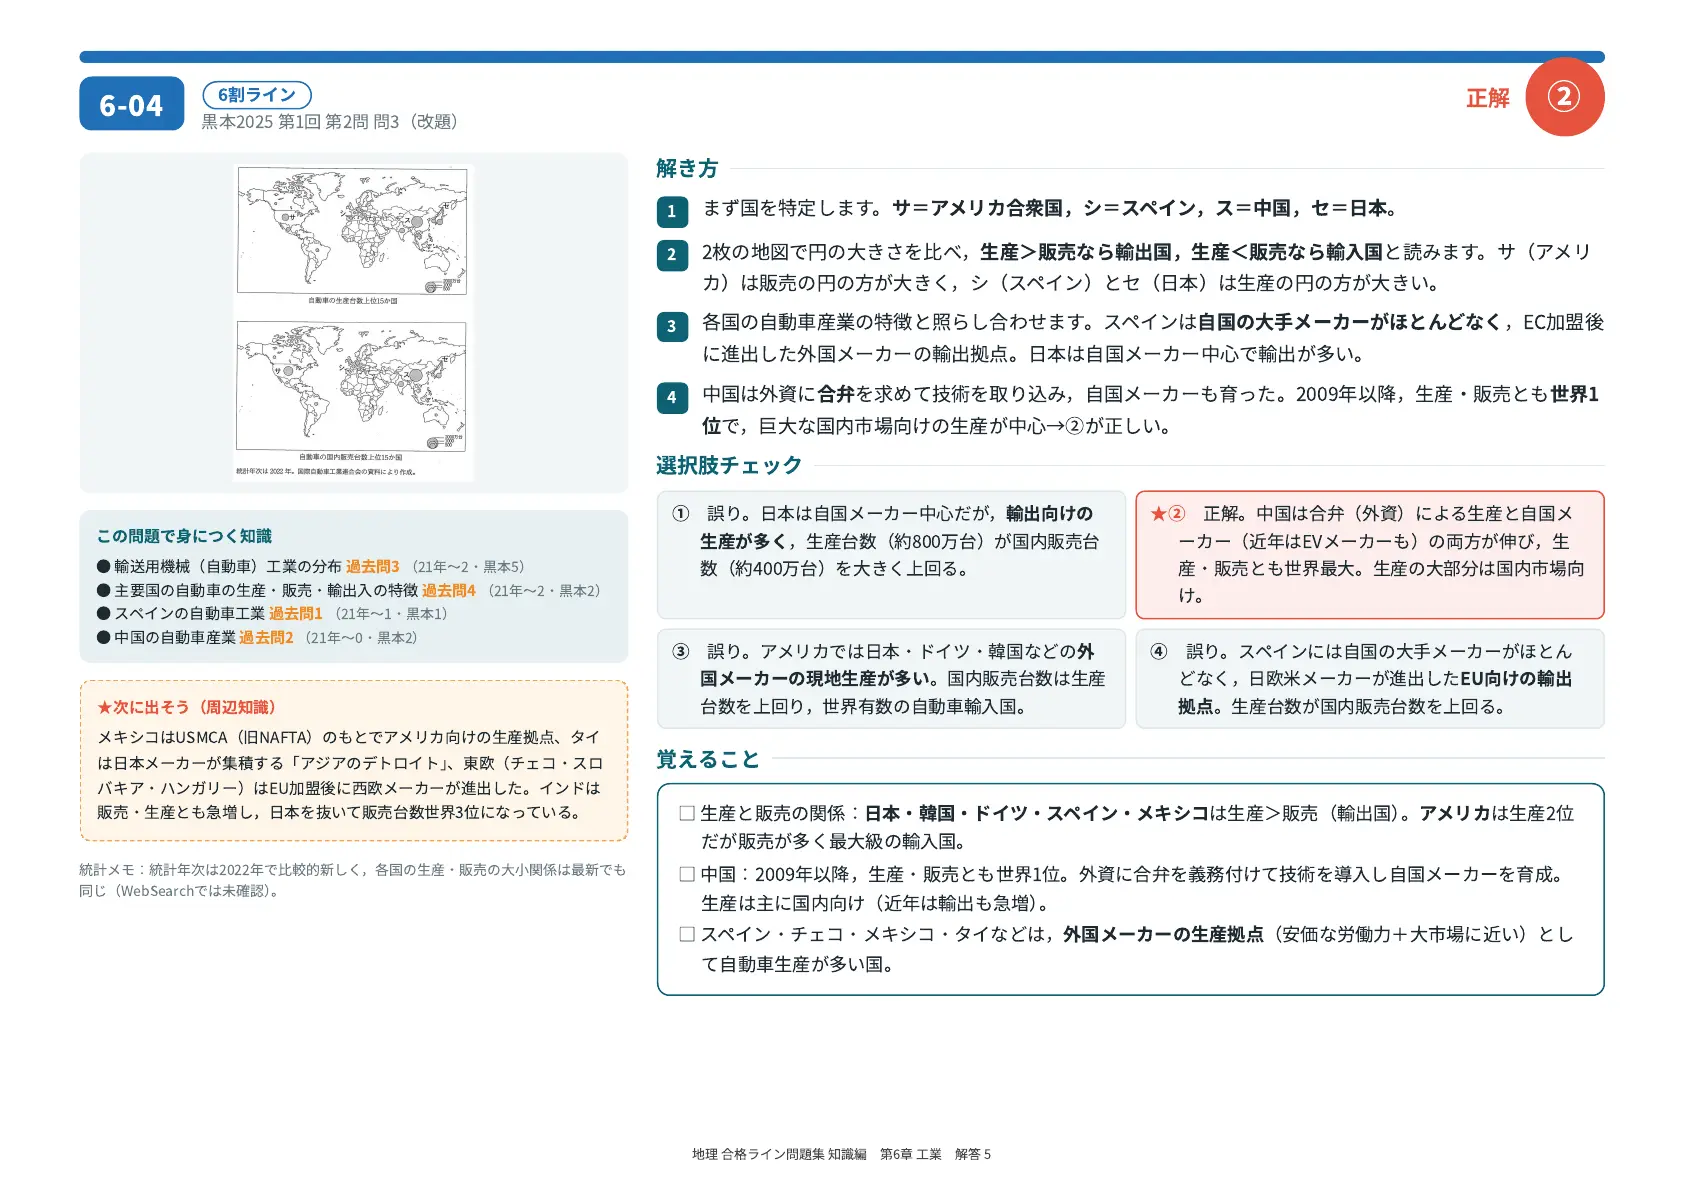 6-04
6割ライン
黒本2025 第1回 第2問 問3（改題）
正解 ②
サ
シ
ス
セ
自動車の生産台数上位15か国
サ
シ
ス
セ
自動車の国内販売台数上位15か国
統計年次は 2022 年。国際自動車工業連合会の資料により作成。
この問題で身につく知識
● 輸送用機械（自動車）工業の分布 過去問3 （21年〜2・黒本5）
● 主要国の自動車の生産・販売・輸出入の特徴 過去問4 （21年〜2・黒本2）
● スペインの自動車工業 過去問1 （21年〜1・黒本1）
● 中国の自動車産業 過去問2 （21年〜0・黒本2）
★次に出そう（周辺知識）
メキシコはUSMCA（旧NAFTA）のもとでアメリカ向けの生産拠点、タイ
は日本メーカーが集積する「アジアのデトロイト」、東欧（チェコ・スロ
バキア・ハンガリー）はEU加盟後に西欧メーカーが進出した。インドは
販売・生産とも急増し，日本を抜いて販売台数世界3位になっている。
統計メモ：統計年次は2022年で比較的新しく，各国の生産・販売の大小関係は最新でも
同じ（WebSearchでは未確認）。
解き方
1 まず国を特定します。サ＝アメリカ合衆国，シ＝スペイン，ス＝中国，セ＝日本。
2 2枚の地図で円の大きさを比べ，生産＞販売なら輸出国，生産＜販売なら輸入国と読みます。サ（アメリ
カ）は販売の円の方が大きく，シ（スペイン）とセ（日本）は生産の円の方が大きい。
3 各国の自動車産業の特徴と照らし合わせます。スペインは自国の大手メーカーがほとんどなく，EC加盟後
に進出した外国メーカーの輸出拠点。日本は自国メーカー中心で輸出が多い。
4 中国は外資に合弁を求めて技術を取り込み，自国メーカーも育った。2009年以降，生産・販売とも世界1
位で，巨大な国内市場向けの生産が中心→②が正しい。
選択肢チェック
① 誤り。日本は自国メーカー中心だが，輸出向けの
生産が多く，生産台数（約800万台）が国内販売台
数（約400万台）を大きく上回る。
★② 正解。中国は合弁（外資）による生産と自国メ
ーカー（近年はEVメーカーも）の両方が伸び，生
産・販売とも世界最大。生産の大部分は国内市場向
け。
③ 誤り。アメリカでは日本・ドイツ・韓国などの外
国メーカーの現地生産が多い。国内販売台数は生産
台数を上回り，世界有数の自動車輸入国。
④ 誤り。スペインには自国の大手メーカーがほとん
どなく，日欧米メーカーが進出したEU向けの輸出
拠点。生産台数が国内販売台数を上回る。
覚えること
□ 生産と販売の関係：日本・韓国・ドイツ・スペイン・メキシコは生産＞販売（輸出国）。アメリカは生産2位
だが販売が多く最大級の輸入国。
□ 中国：2009年以降，生産・販売とも世界1位。外資に合弁を義務付けて技術を導入し自国メーカーを育成。
生産は主に国内向け（近年は輸出も急増）。
□ スペイン・チェコ・メキシコ・タイなどは，外国メーカーの生産拠点（安価な労働力＋大市場に近い）とし
て自動車生産が多い国。
地理 合格ライン問題集 知識編 第6章 工業 解答 5